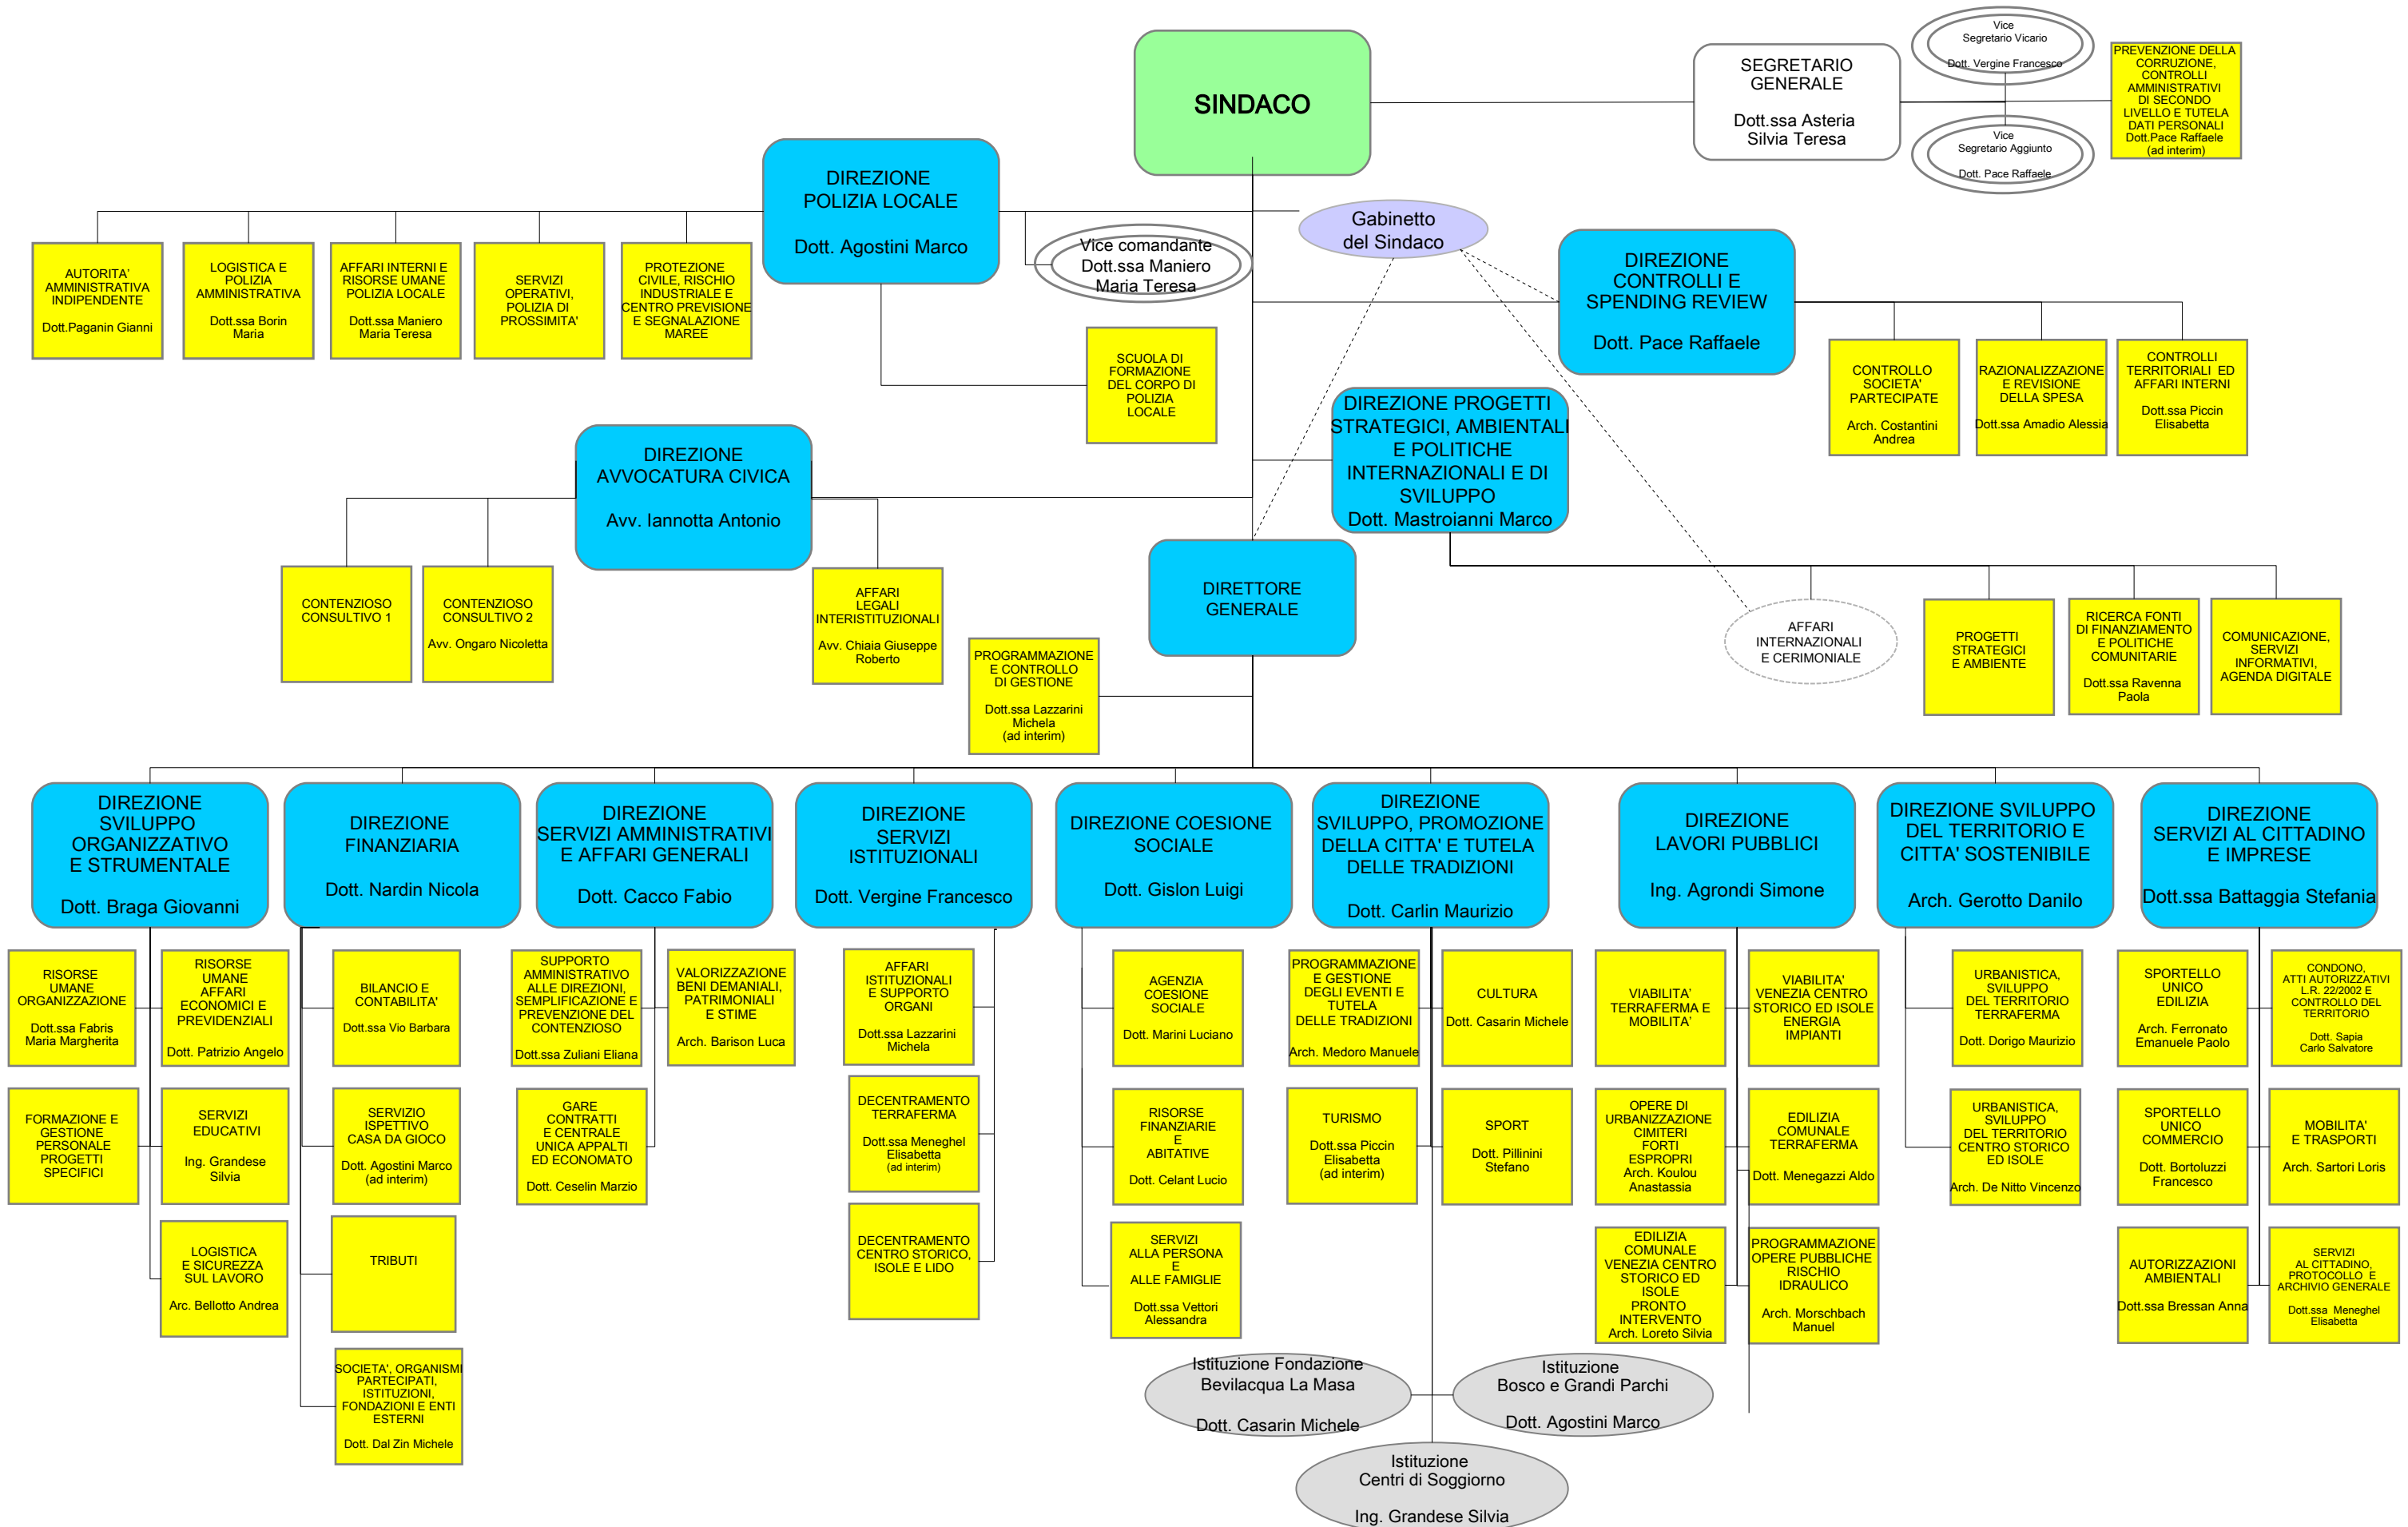 SINDACO
SEGRETARIO
GENERALE
Dott.ssa Asteria
Silvia Teresa
Vice
Segretario Vicario
Dott. Vergine Francesco
Vice
Segretario Aggiunto
Dott. Pace Raffaele
PREVENZIONE DELLA
CORRUZIONE,
CONTROLLI
AMMINISTRATIVI
DI SECONDO
LIVELLO E TUTELA
DATI PERSONALI
Dott.Pace Raffaele
(ad interim)
DIREZIONE
POLIZIA LOCALE
Dott. Agostini Marco
Vice comandante
Dott.ssa Maniero
Maria Teresa
Gabinetto
del Sindaco
AUTORITA'
AMMINISTRATIVA
INDIPENDENTE
Dott.Paganin Gianni
LOGISTICA E
POLIZIA
AMMINISTRATIVA
Dott.ssa Borin
Maria
AFFARI INTERNI E
RISORSE UMANE
POLIZIA LOCALE
Dott.ssa Maniero
Maria Teresa
SERVIZI
OPERATIVI,
POLIZIA DI
PROSSIMITA'
PROTEZIONE
CIVILE, RISCHIO
INDUSTRIALE E
CENTRO PREVISIONE
E SEGNALAZIONE
MAREE
SCUOLA DI
FORMAZIONE
DEL CORPO DI
POLIZIA
LOCALE
DIREZIONE
CONTROLLI E
SPENDING REVIEW
Dott. Pace Raffaele
CONTROLLO
SOCIETA'
PARTECIPATE
Arch. Costantini
Andrea
RAZIONALIZZAZIONE
E REVISIONE
DELLA SPESA
Dott.ssa Amadio Alessia
CONTROLLI
TERRITORIALI ED
AFFARI INTERNI
Dott.ssa Piccin
Elisabetta
DIREZIONE PROGETTI
STRATEGICI, AMBIENTALI
E POLITICHE
INTERNAZIONALI E DI
SVILUPPO
Dott. Mastroianni Marco
DIREZIONE
AVVOCATURA CIVICA
Avv. Iannotta Antonio
CONTENZIOSO
CONSULTIVO 1
CONTENZIOSO
CONSULTIVO 2
Avv. Ongaro Nicoletta
AFFARI
LEGALI
INTERISTITUZIONALI
Avv. Chiaia Giuseppe
Roberto
DIRETTORE
GENERALE
PROGRAMMAZIONE
E CONTROLLO
DI GESTIONE
Dott.ssa Lazzarini
Michela
(ad interim)
AFFARI
INTERNAZIONALI
E CERIMONIALE
PROGETTI
STRATEGICI
E AMBIENTE
RICERCA FONTI
DI FINANZIAMENTO
E POLITICHE
COMUNITARIE
Dott.ssa Ravenna
Paola
COMUNICAZIONE,
SERVIZI
INFORMATIVI,
AGENDA DIGITALE
DIREZIONE
SVILUPPO
ORGANIZZATIVO
E STRUMENTALE
Dott. Braga Giovanni
DIREZIONE
FINANZIARIA
Dott. Nardin Nicola
DIREZIONE
SERVIZI AMMINISTRATIVI
E AFFARI GENERALI
Dott. Cacco Fabio
DIREZIONE
SERVIZI
ISTITUZIONALI
Dott. Vergine Francesco
DIREZIONE COESIONE
SOCIALE
Dott. Gislon Luigi
DIREZIONE
SVILUPPO, PROMOZIONE
DELLA CITTA' E TUTELA
DELLE TRADIZIONI
Dott. Carlin Maurizio
DIREZIONE
LAVORI PUBBLICI
Ing. Agrondi Simone
DIREZIONE SVILUPPO
DEL TERRITORIO E
CITTA' SOSTENIBILE
Arch. Gerotto Danilo
DIREZIONE
SERVIZI AL CITTADINO
E IMPRESE
Dott.ssa Battaggia Stefania
RISORSE
UMANE
ORGANIZZAZIONE
Dott.ssa Fabris
Maria Margherita
RISORSE
UMANE
AFFARI
ECONOMICI E
PREVIDENZIALI
Dott. Patrizio Angelo
BILANCIO E
CONTABILITA'
Dott.ssa Vio Barbara
SUPPORTO
AMMINISTRATIVO
ALLE DIREZIONI,
SEMPLIFICAZIONE E
PREVENZIONE DEL
CONTENZIOSO
Dott.ssa Zuliani Eliana
VALORIZZAZIONE
BENI DEMANIALI,
PATRIMONIALI
E STIME
Arch. Barison Luca
AFFARI
ISTITUZIONALI
E SUPPORTO
ORGANI
Dott.ssa Lazzarini
Michela
AGENZIA
COESIONE
SOCIALE
Dott. Marini Luciano
PROGRAMMAZIONE
E GESTIONE
DEGLI EVENTI E
TUTELA
DELLE TRADIZIONI
Arch. Medoro Manuele
CULTURA
Dott. Casarin Michele
VIABILITA'
TERRAFERMA E
MOBILITA'
VIABILITA'
VENEZIA CENTRO
STORICO ED ISOLE
ENERGIA
IMPIANTI
URBANISTICA,
SVILUPPO
DEL TERRITORIO
TERRAFERMA
Dott. Dorigo Maurizio
SPORTELLO
UNICO
EDILIZIA
Arch. Ferronato
Emanuele Paolo
CONDONO,
ATTI AUTORIZZATIVI
L.R. 22/2002 E
CONTROLLO DEL
TERRITORIO
Dott. Sapia
Carlo Salvatore
FORMAZIONE E
GESTIONE
PERSONALE
PROGETTI
SPECIFICI
SERVIZI
EDUCATIVI
Ing. Grandese
Silvia
SERVIZIO
ISPETTIVO
CASA DA GIOCO
Dott. Agostini Marco
(ad interim)
GARE
CONTRATTI
E CENTRALE
UNICA APPALTI
ED ECONOMATO
Dott. Ceselin Marzio
DECENTRAMENTO
TERRAFERMA
Dott.ssa Meneghel
Elisabetta
(ad interim)
RISORSE
FINANZIARIE
E
ABITATIVE
Dott. Celant Lucio
TURISMO
Dott.ssa Piccin
Elisabetta
(ad interim)
SPORT
Dott. Pillinini
Stefano
OPERE DI
URBANIZZAZIONE
CIMITERI
FORTI
ESPROPRI
Arch. Koulou
Anastassia
EDILIZIA
COMUNALE
TERRAFERMA
Dott. Menegazzi Aldo
URBANISTICA,
SVILUPPO
DEL TERRITORIO
CENTRO STORICO
ED ISOLE
Arch. De Nitto Vincenzo
SPORTELLO
UNICO
COMMERCIO
Dott. Bortoluzzi
Francesco
MOBILITA'
E TRASPORTI
Arch. Sartori Loris
LOGISTICA
E SICUREZZA
SUL LAVORO
Arc. Bellotto Andrea
TRIBUTI
DECENTRAMENTO
CENTRO STORICO,
ISOLE E LIDO
SERVIZI
ALLA PERSONA
E
ALLE FAMIGLIE
Dott.ssa Vettori
Alessandra
EDILIZIA
COMUNALE
VENEZIA CENTRO
STORICO ED
ISOLE
PRONTO
INTERVENTO
Arch. Loreto Silvia
PROGRAMMAZIONE
OPERE PUBBLICHE
RISCHIO
IDRAULICO
Arch. Morschbach
Manuel
AUTORIZZAZIONI
AMBIENTALI
Dott.ssa Bressan Anna
SERVIZI
AL CITTADINO,
PROTOCOLLO E
ARCHIVIO GENERALE
Dott.ssa Meneghel
Elisabetta
SOCIETA', ORGANISMI
PARTECIPATI,
ISTITUZIONI,
FONDAZIONI E ENTI
ESTERNI
Dott. Dal Zin Michele
Istituzione Fondazione
Bevilacqua La Masa
Dott. Casarin Michele
Istituzione
Bosco e Grandi Parchi
Dott. Agostini Marco
Istituzione
Centri di Soggiorno
Ing. Grandese Silvia